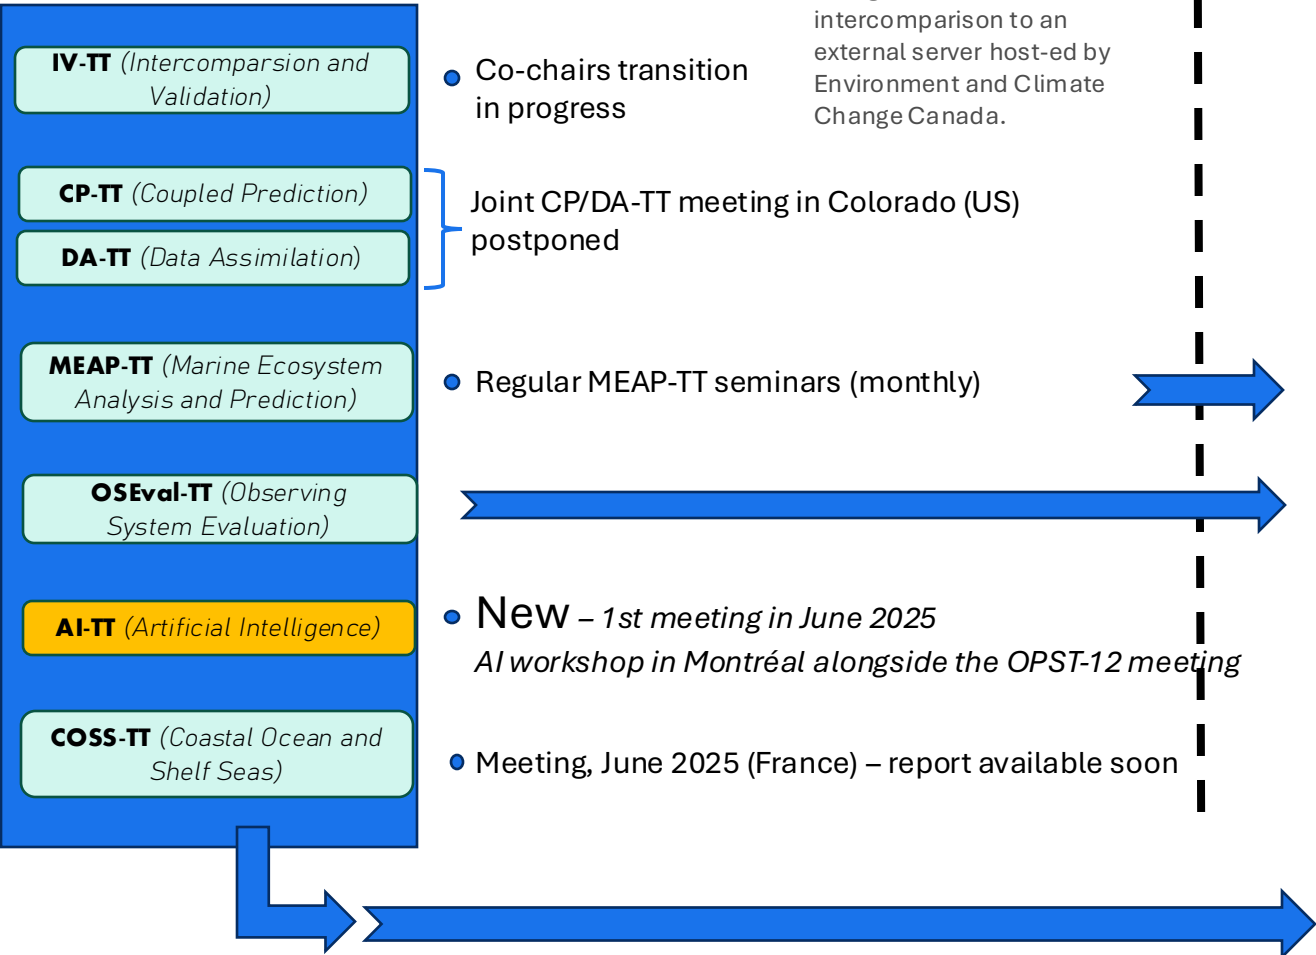 intercomparison to an
external server host-ed by
Environment and Climate
Change Canada.
IV-TT (Intercomparsion and
Validation)
Co-chairs transition
in progress
CP-TT (Coupled Prediction)
DA-TT (Data Assimilation)
Joint CP/DA-TT meeting in Colorado (US)
postponed
MEAP-TT (Marine Ecosystem
Analysis and Prediction)
Regular MEAP-TT seminars (monthly)
OSEval-TT (Observing
System Evaluation)
AI-TT (Artificial Intelligence)
New – 1st meeting in June 2025
AI workshop in Montréal alongside the OPST-12 meeting
COSS-TT (Coastal Ocean and
Shelf Seas)
Meeting, June 2025 (France) – report available soon